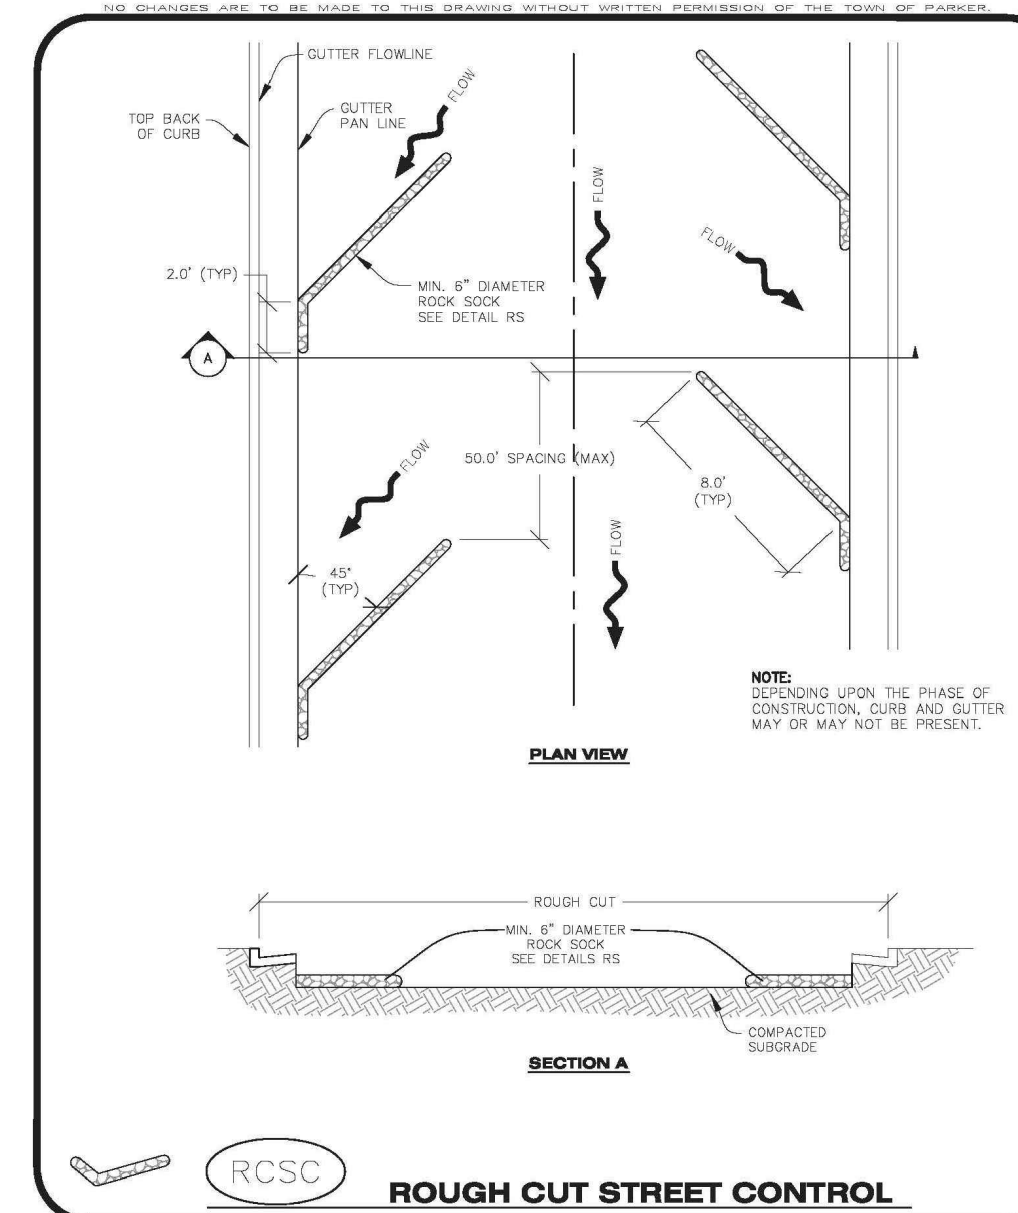 NO CHANGES ARE TO BE MADE TO THIS DRAWING WITHOUT WRITTEN PERMISSION OF THE TOWN OF PARKER.
GUTTER FLOWLINE
TOP BACK
OF CURB
GUTTER
PAN LINE
FLOW
FLOW
FLOW
2.0' (TYP)
MIN. 6" DIAMETER
ROCK SOCK
SEE DETAIL RS
A
50.0' SPACING (MAX)
8.0'
(TYP)
FLOW
FLOW
45°
(TYP)
NOTE:
DEPENDING UPON THE PHASE OF
CONSTRUCTION, CURB AND GUTTER
MAY OR MAY NOT BE PRESENT.
PLAN VIEW
ROUGH CUT
MIN. 6" DIAMETER
ROCK SOCK
SEE DETAILS RS
COMPACTED
SUBGRADE
SECTION A
RCSC
ROUGH CUT STREET CONTROL